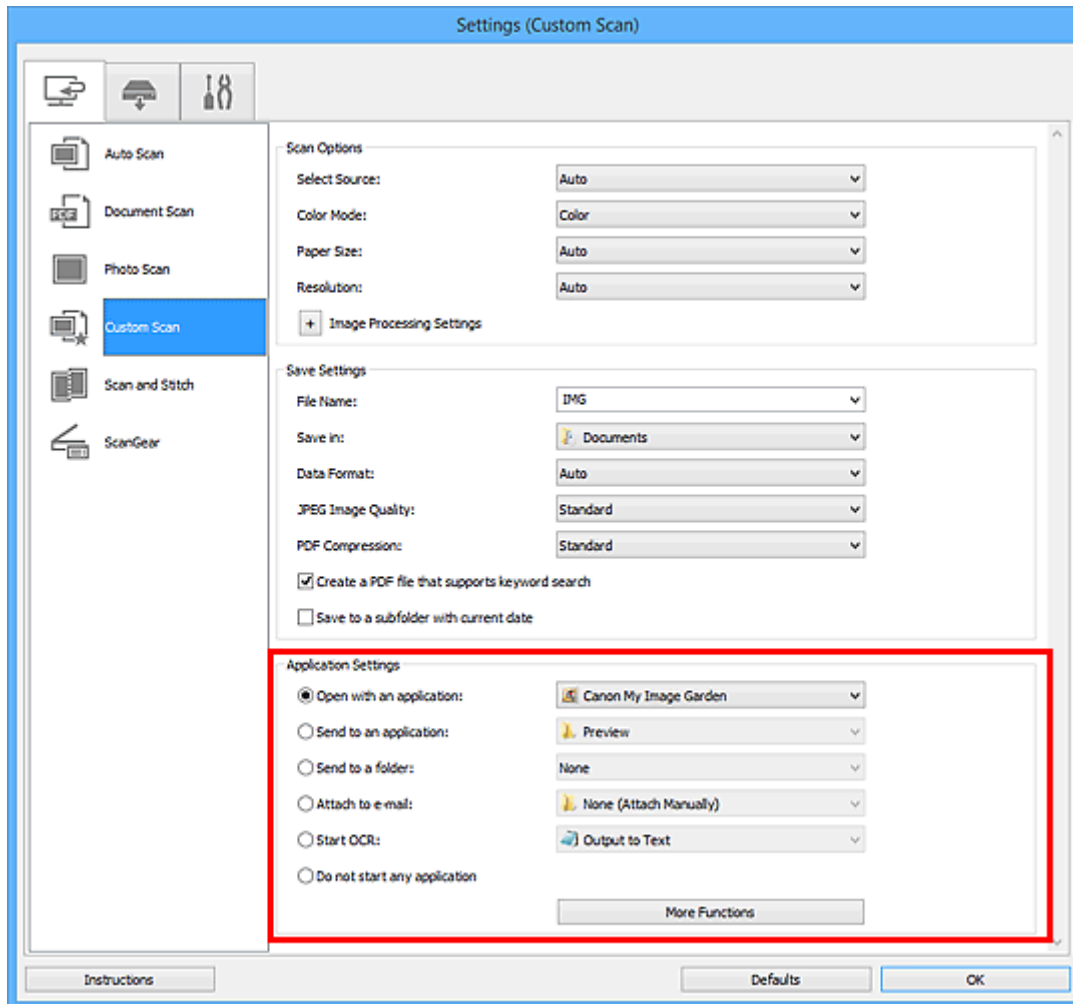 Settings (Custom Scan)
Auto Scan
Document Scan
Photo Scan
Custom Scan
Scan and Stitch
ScanGear
Scan Options
Select Source: Auto
Color Mode: Color
Paper Size: Auto
Resolution: Auto
+ Image Processing Settings
Save Settings
File Name: IMG
Save in: Documents
Data Format: Auto
JPEG Image Quality: Standard
PDF Compression: Standard
Create a PDF file that supports keyword search
Save to a subfolder with current date
Application Settings
Open with an application: Canon My Image Garden
Send to an application: Preview
Send to a folder: None
Attach to e-mail: None (Attach Manually)
Start OCR: Output to Text
Do not start any application
More Functions
Instructions Defaults OK